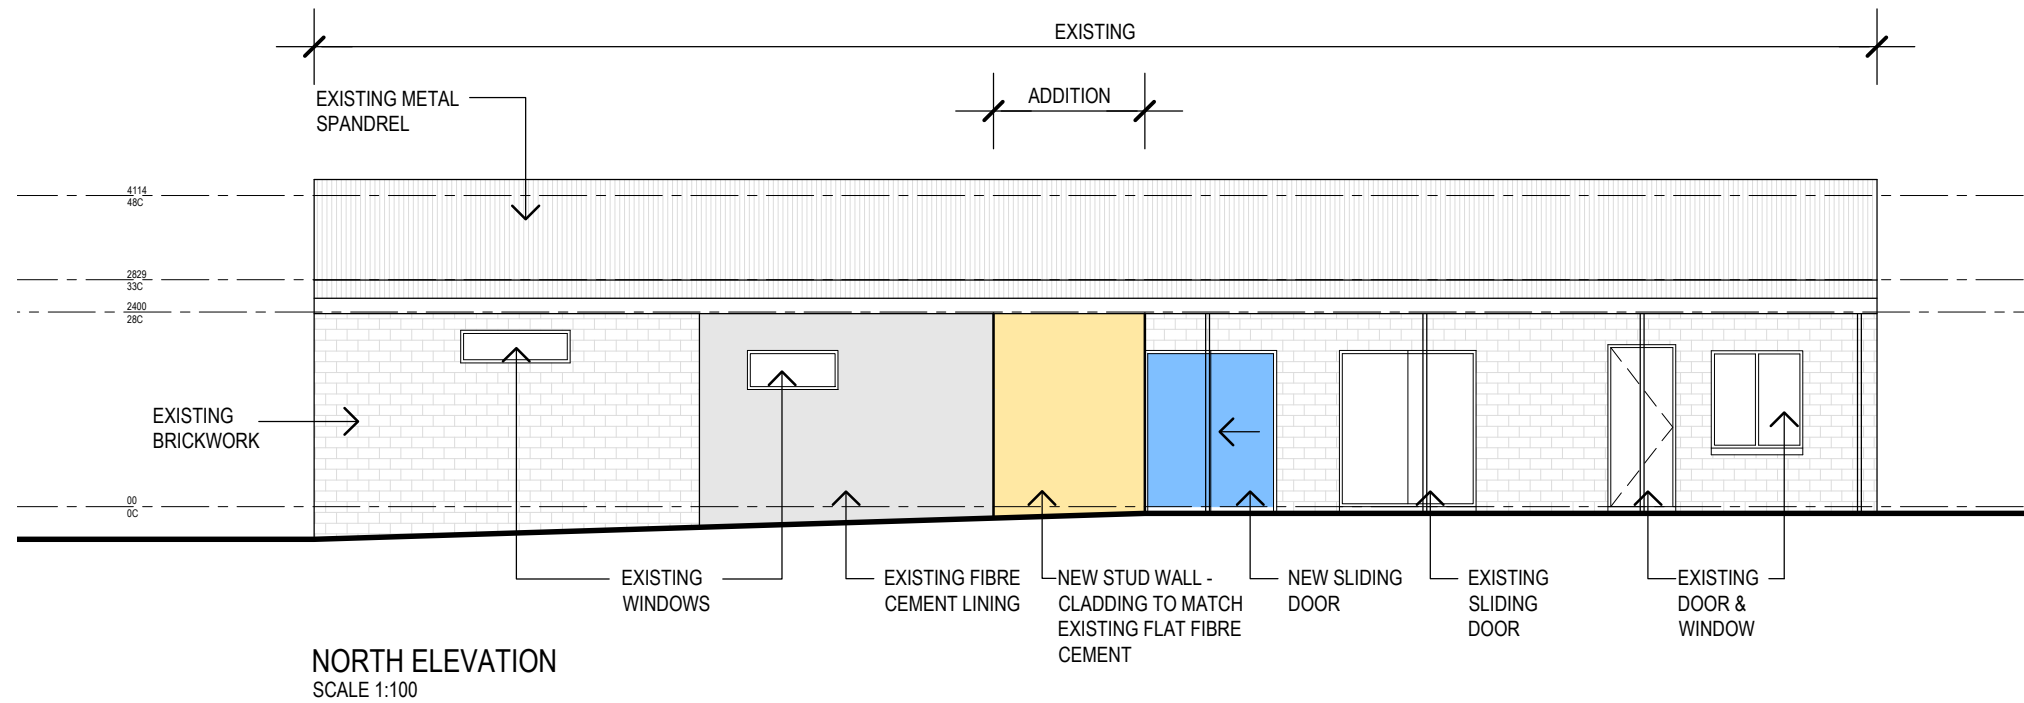 EXISTING
EXISTING METAL
SPANDREL
ADDITION
4114
48C
2829
33C
2400
28C
EXISTING
BRICKWORK
00
0C
EXISTING
WINDOWS
EXISTING FIBRE
CEMENT LINING
NEW STUD WALL -
CLADDING TO MATCH
EXISTING FLAT FIBRE
CEMENT
NEW SLIDING
DOOR
EXISTING
SLIDING
DOOR
EXISTING
DOOR &
WINDOW
NORTH ELEVATION
SCALE 1:100